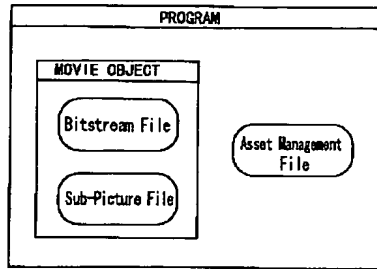 PROGRAM
MOVIE OBJECT
Bitstream File
Asset Management
File
Sub-Picture File